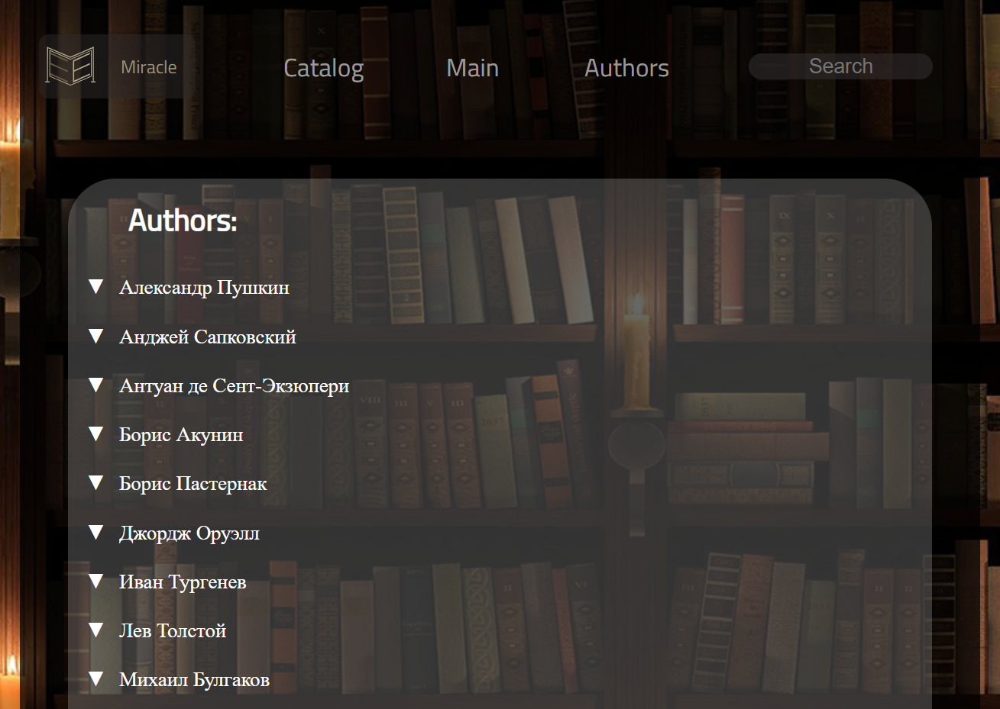 Miracle
Catalog
Main
Authors
Search
Authors:
▼ Александр Пушкин
▼ Анджей Сапковский
▼ Антуан де Сент-Экзюпери
▼ Борис Акунин
▼ Борис Пастернак
▼ Джордж Оруэлл
▼ Иван Тургенев
▼ Лев Толстой
▼ Михаил Булгаков